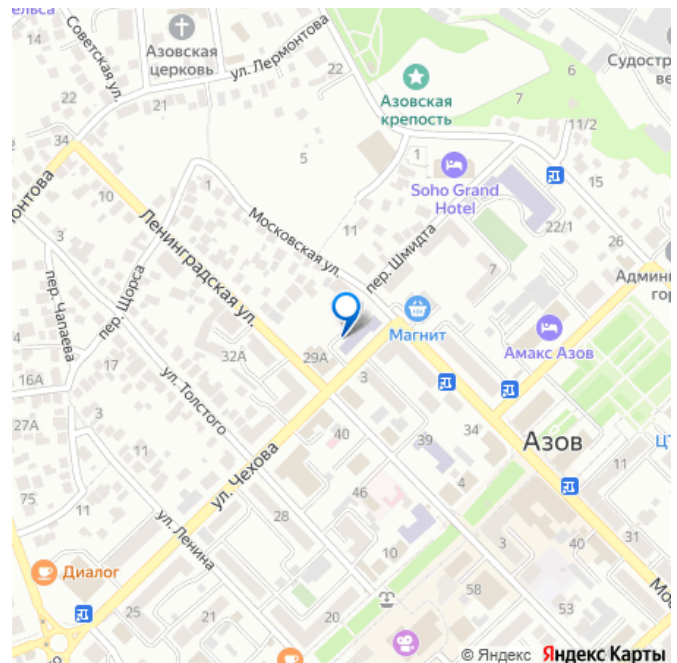 ельса
14
Советская ул.
Азовская
церковь
ул. Лермонтова
22
22
21
34
Азовская
крепость
7
6
Судостр
ве
11/2
1
Soho Grand
Hotel
15
5
1
10
онтова
3
Ленинградская ул.
Московская ул.
11
пер. Шмидта
22/1
26
7
Админи
гор
пер. Чапаева
пер. Щорса
Магнит
Амакс Азов
16А
17
32А
29А
3
ул. Толстого
27А
3
11
ул. Чехова
40
39
34
Азов
ЦТ
11
75
46
4
28
ул. Ленина
10
3
40
31
Диалог
58
Мо
25
21
20
53
© Яндекс Яндекс Карты